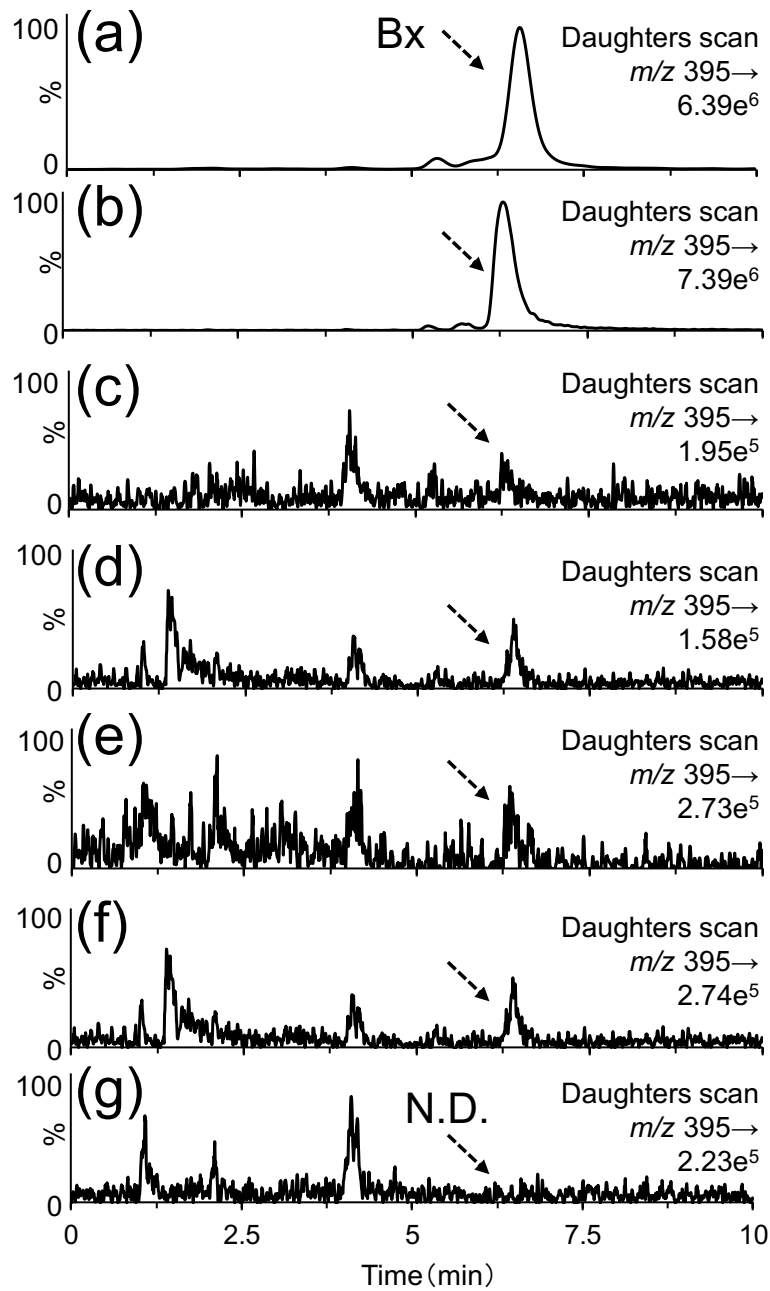 (a)
100
%
0
Bx
Daughters scan
m/z 395→
6.39e⁶
(b)
100
%
0
Daughters scan
m/z 395→
7.39e⁶
(c)
100
%
0
Daughters scan
m/z 395→
1.95e⁵
(d)
100
%
0
Daughters scan
m/z 395→
1.58e⁵
(e)
100
%
0
Daughters scan
m/z 395→
2.73e⁵
(f)
100
%
0
Daughters scan
m/z 395→
2.74e⁵
(g)
100
%
0
N.D.
Daughters scan
m/z 395→
2.23e⁵
0 2.5 5 7.5 10
Time（min）